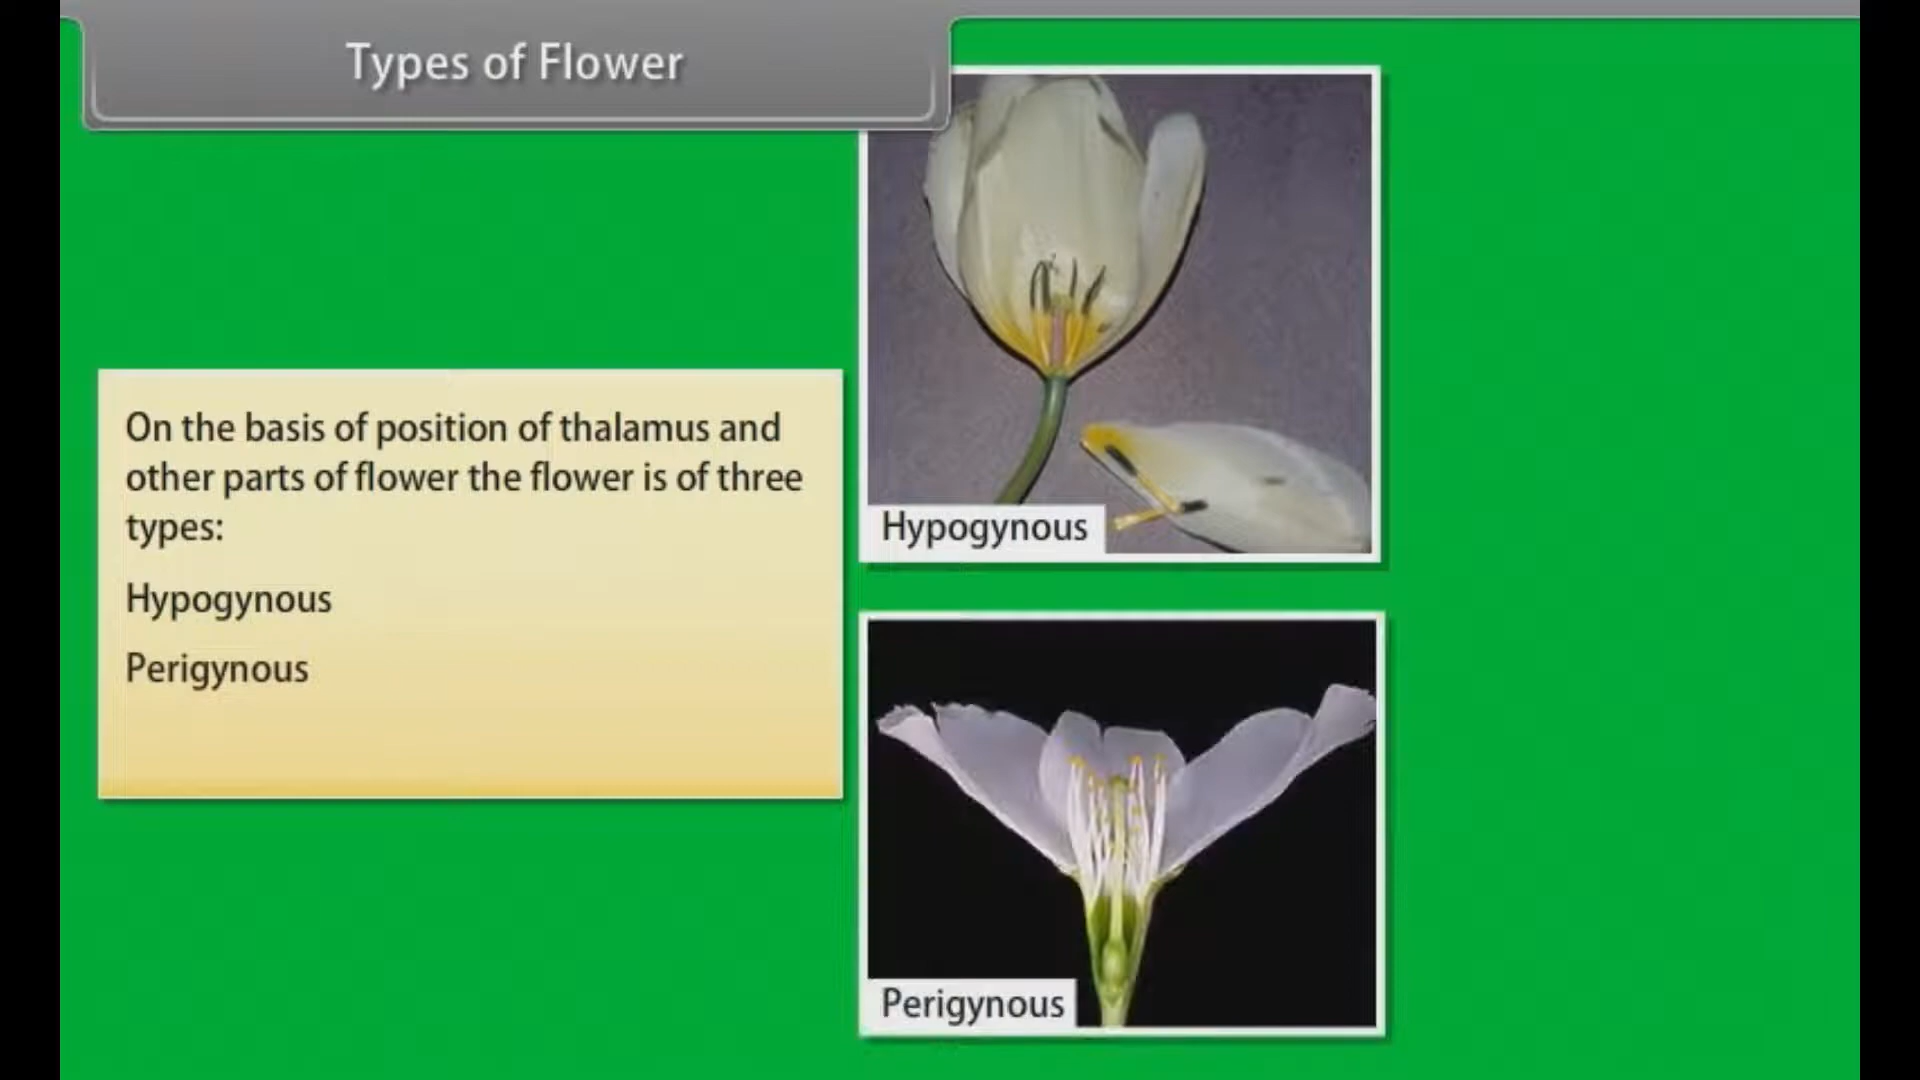 Types of Flower
On the basis of position of thalamus and
other parts of flower the flower is of three
types:
Hypogynous
Perigynous
Hypogynous
Perigynous